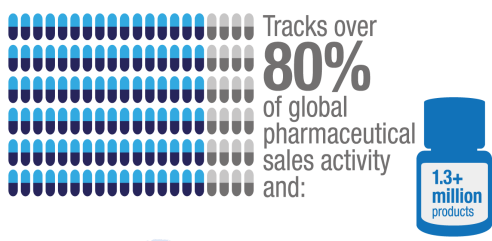 Tracks over
80%
of global
pharmaceutical
sales activity
and:
1.3+
million
products